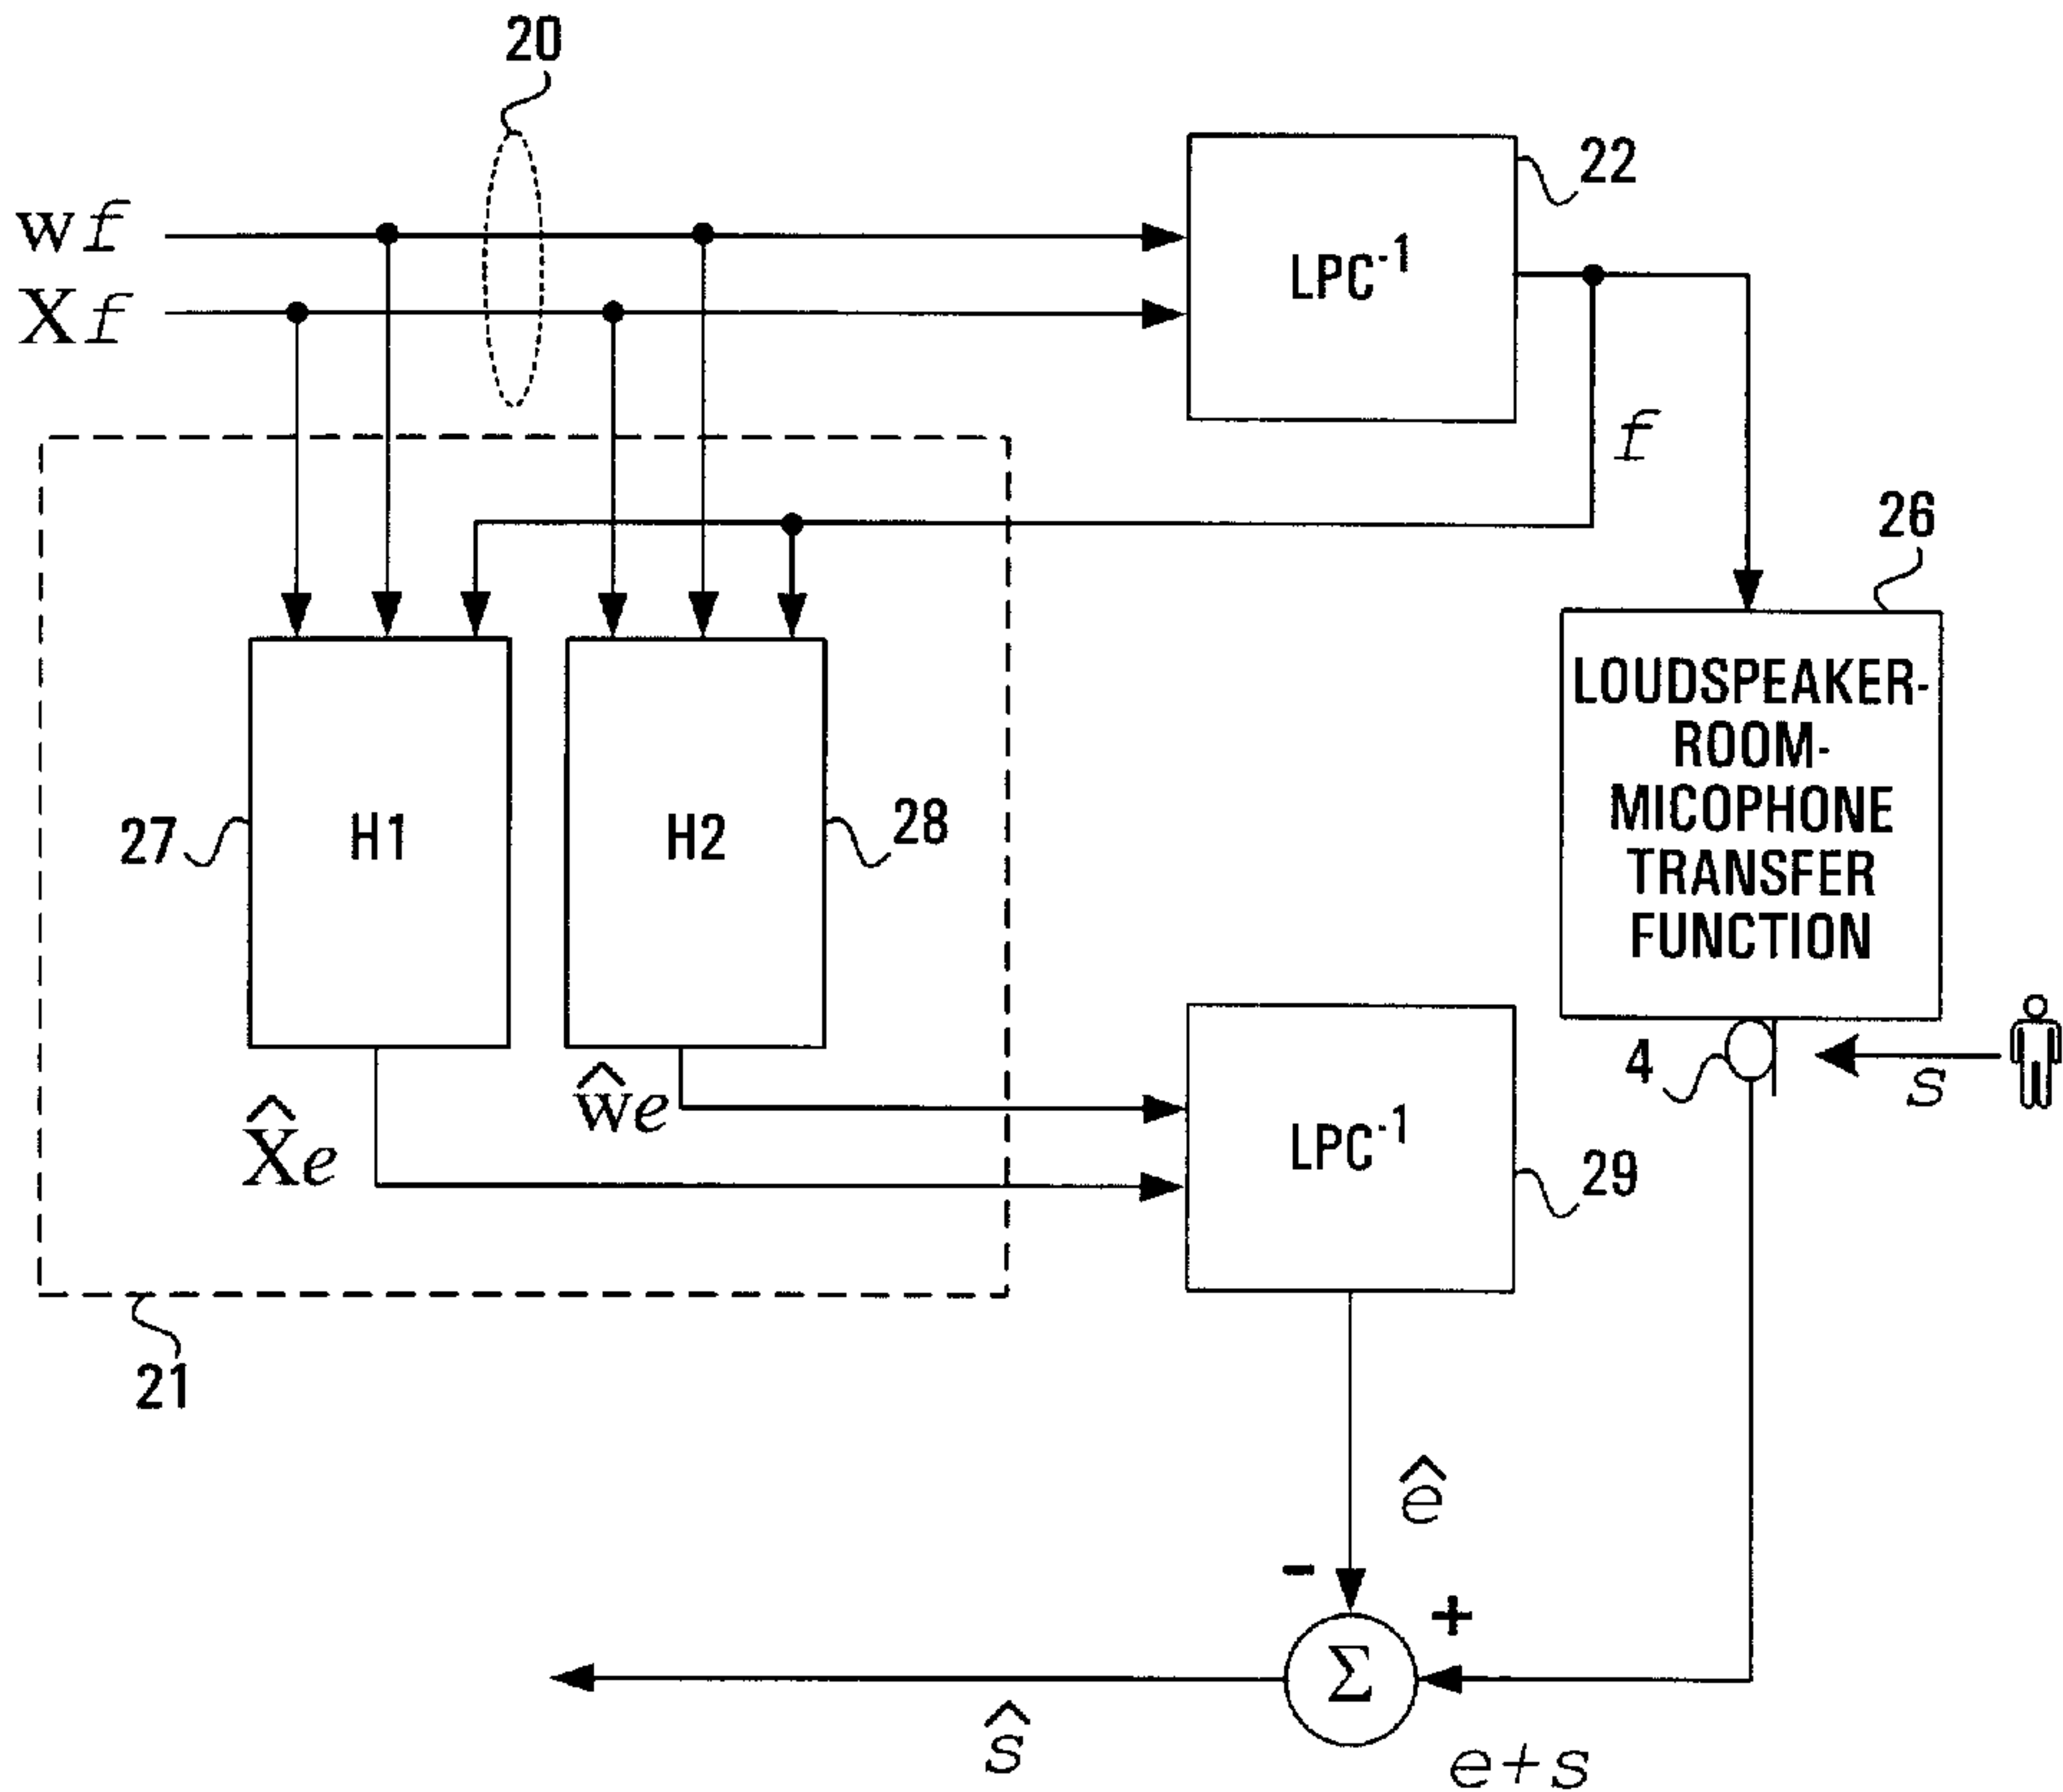 20
22
wf
Xf
LPC⁻¹
f
26
LOUDSPEAKER-
ROOM-
MICOPHONE
TRANSFER
FUNCTION
27
H1
H2
28
4
s
ŵe
X̂e
LPC⁻¹
29
21
ê
-
+
Σ
ŝ
e+s